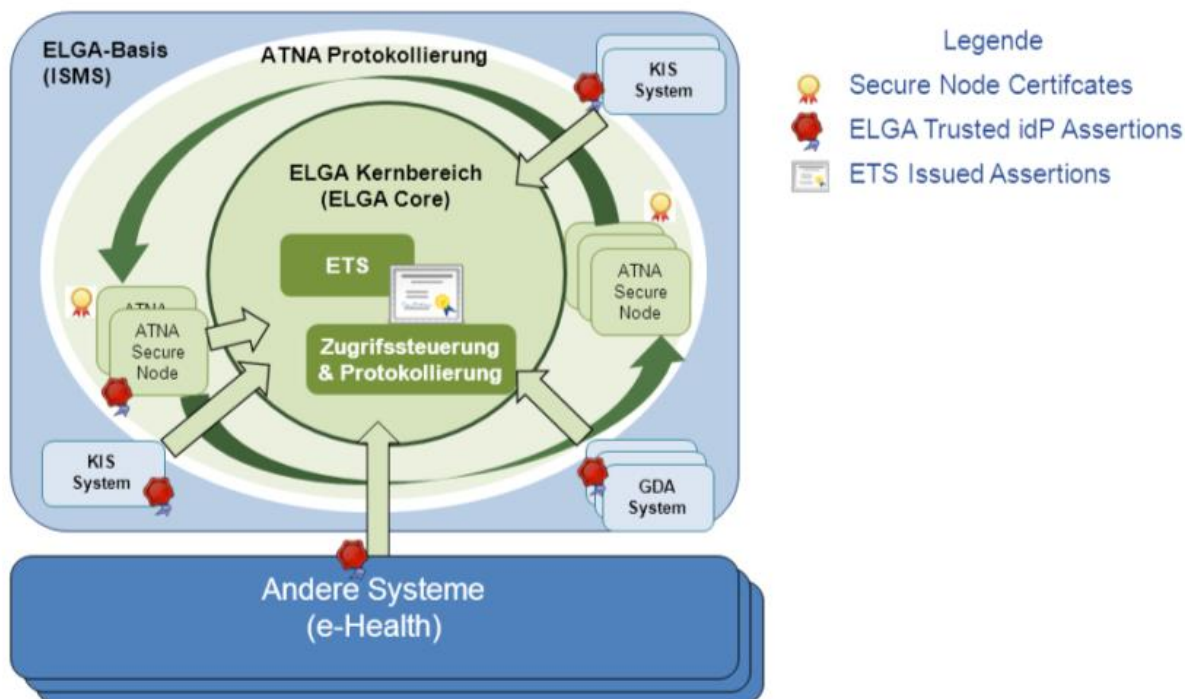 ELGA-Basis
(ISMS)
ATNA Protokollierung
KIS
System
ELGA Kernbereich
(ELGA Core)
ETS
Zugrifssteuerung
& Protokollierung
ATNA
Secure
Node
ATNA
ATNA
Secure
Node
KIS
System
GDA
System
Andere Systeme
(e-Health)
Legende
Secure Node Certifcates
ELGA Trusted idP Assertions
ETS Issued Assertions